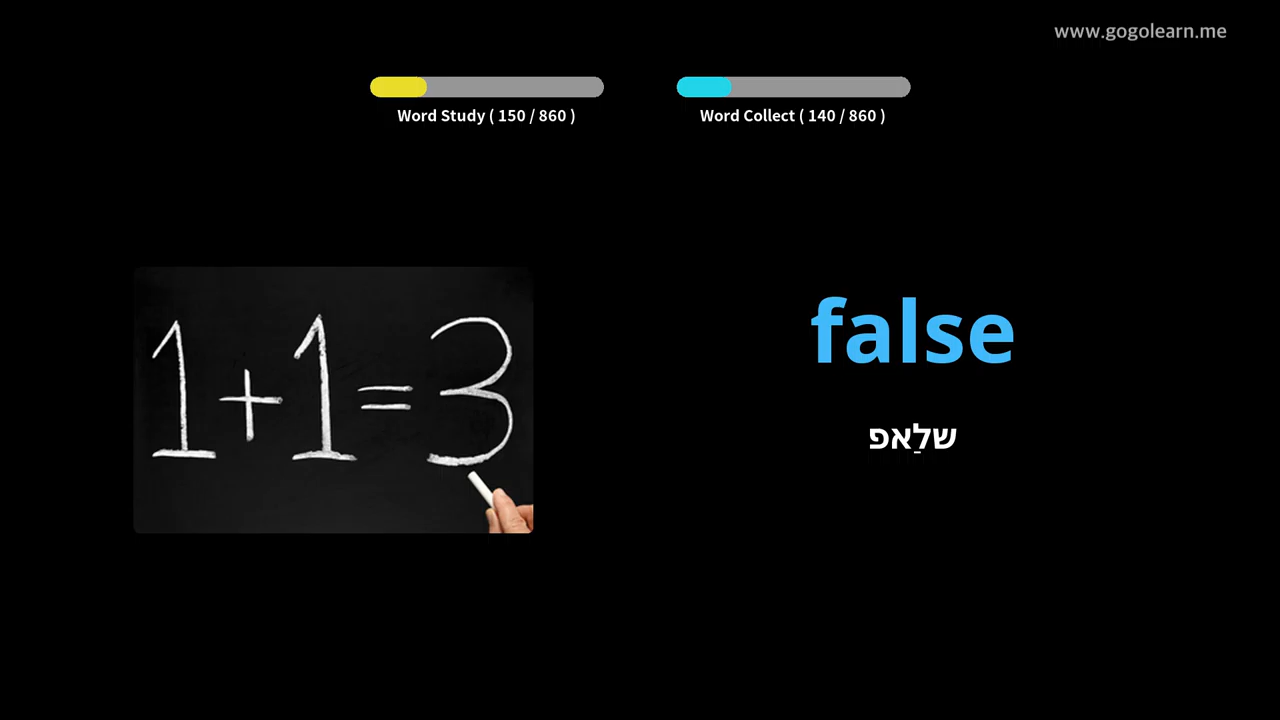 www.gogolearn.me
Word Study ( 150 / 860 )
Word Collect ( 140 / 860 )
1+1=3
false
שלַאפ